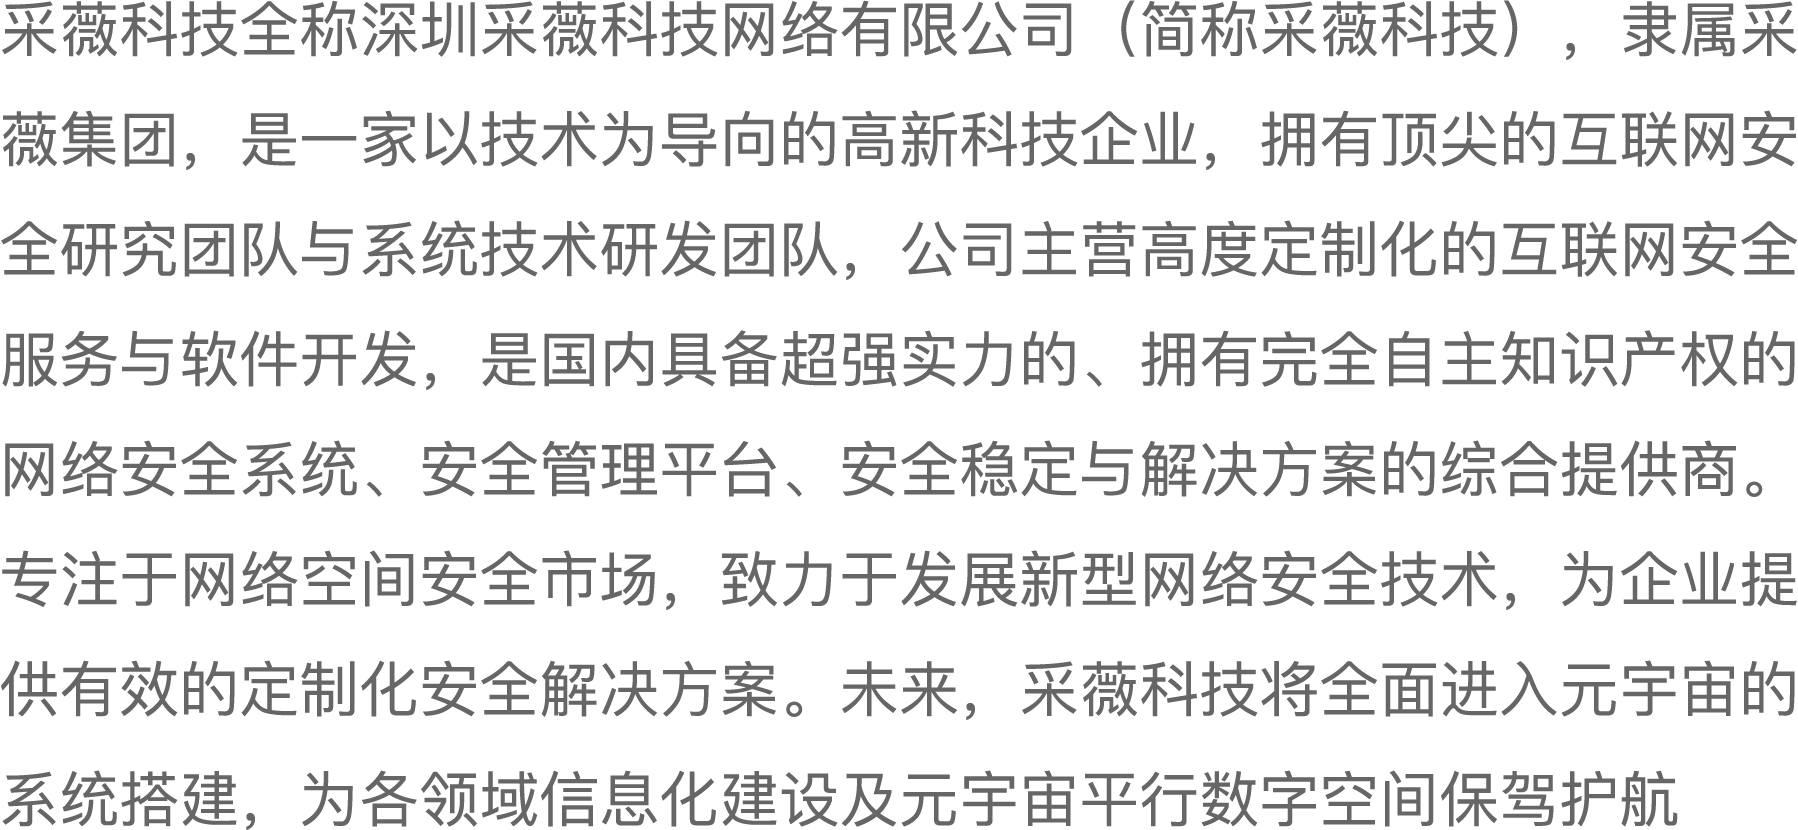 采薇科技全称深圳采薇科技网络有限公司（简称采薇科技），隶属采
薇集团，是一家以技术为导向的高新科技企业，拥有顶尖的互联网安
全研究团队与系统技术研发团队，公司主营高度定制化的互联网安全
服务与软件开发，是国内具备超强实力的、拥有完全自主知识产权的
网络安全系统、安全管理平台、安全稳定与解决方案的综合提供商。
专注于网络空间安全市场，致力于发展新型网络安全技术，为企业提
供有效的定制化安全解决方案。未来，采薇科技将全面进入元宇宙的
系统搭建，为各领域信息化建设及元宇宙平行数字空间保驾护航